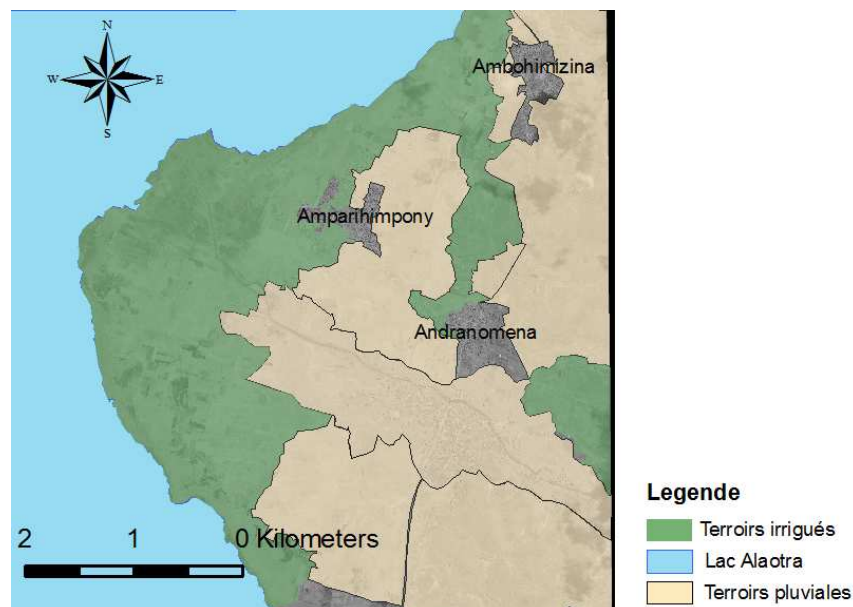 N
W E
S
Ambohimizina
Amparihimpony
Andranomena
2 1 0 Kilometers
Legende
Terroirs irrigués
Lac Alaotra
Terroirs pluviales